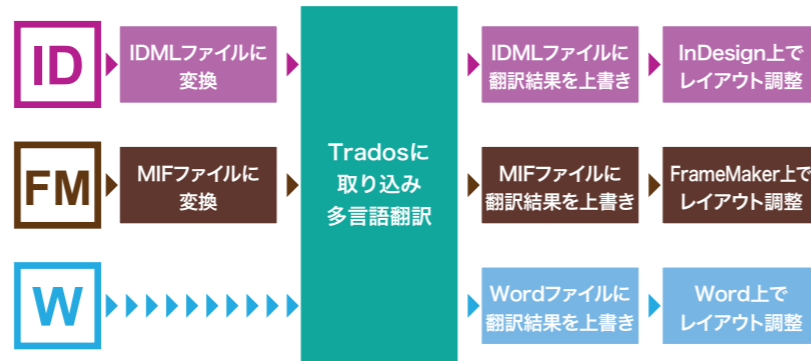 ID
IDMLファイルに
変換
IDMLファイルに
翻訳結果を上書き
InDesign上で
レイアウト調整
FM
MIFファイルに
変換
Tradosに
取り込み
多言語翻訳
MIFファイルに
翻訳結果を上書き
FrameMaker上で
レイアウト調整
W
Wordファイルに
翻訳結果を上書き
Word上で
レイアウト調整